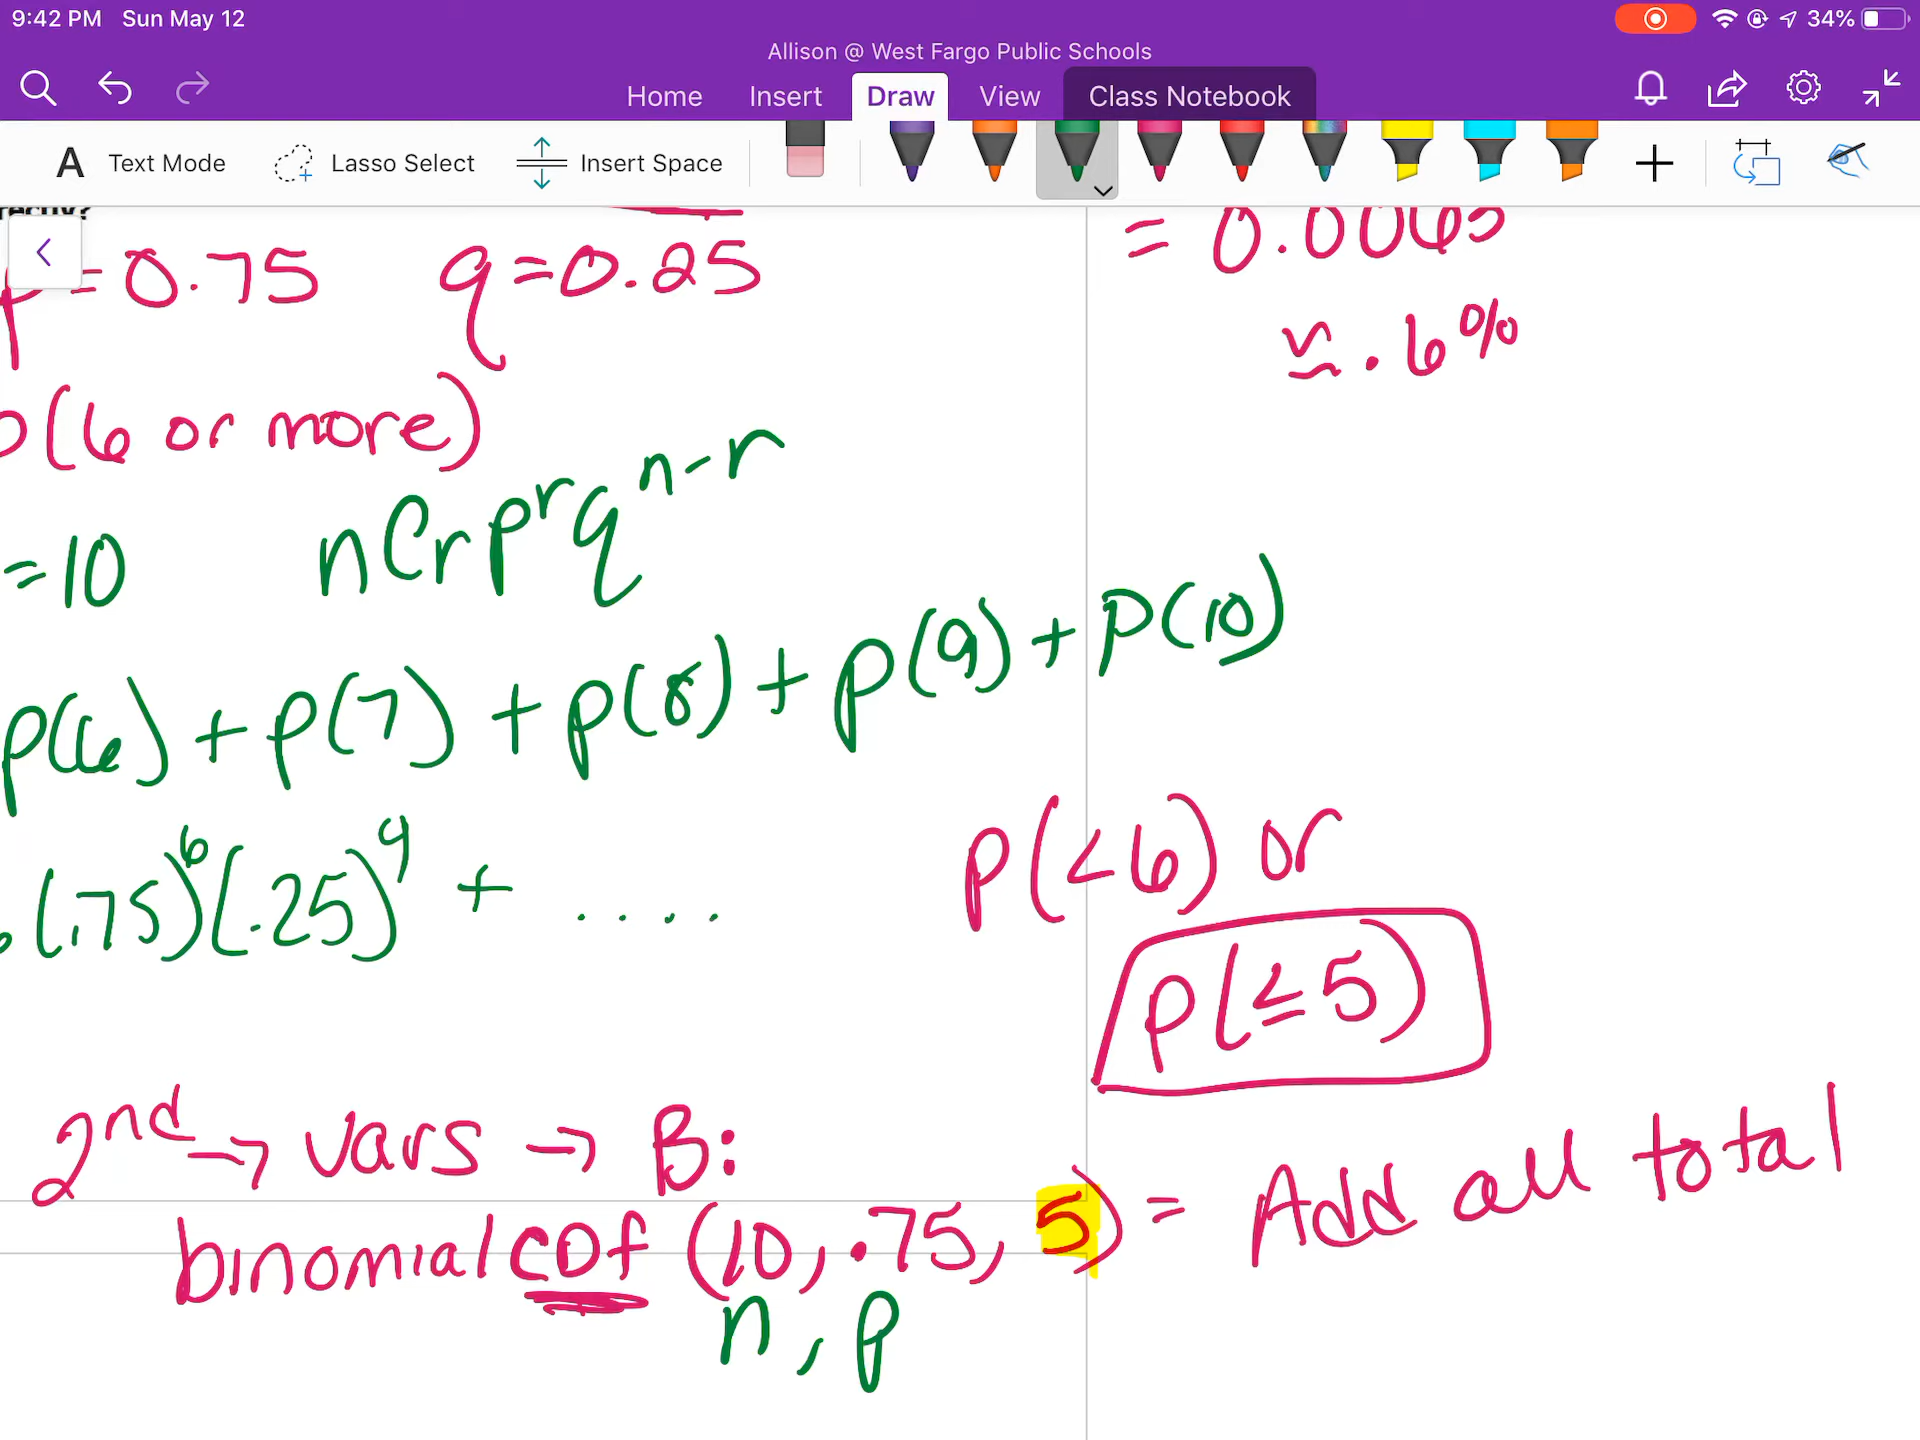 9:42 PM Sun May 12
34%
Allison @ West Fargo Public Schools
Home Insert Draw View Class Notebook
A Text Mode Lasso Select Insert Space
p = 0.75 q = 0.25
= 0.0063
≈ .6%
p(6 or more)
= 10 nCr p^r q^n-r
p(6) + p(7) + p(8) + p(9) + p(10)
(.75)^6 (.25)^4 + .....
p(<6) or
p(≤5)
2nd → vars → B:
binomialCDF (10, .75, 5) = Add all total
n, p